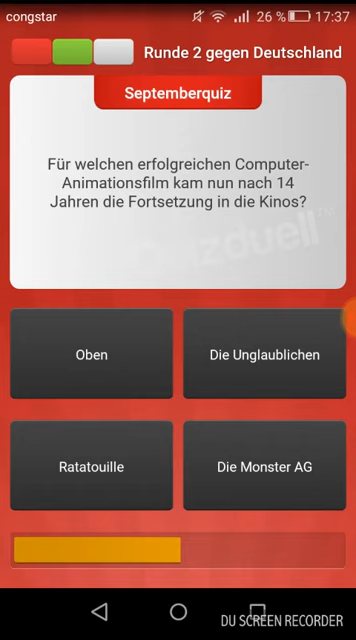 congstar 26 % 17:37
Runde 2 gegen Deutschland
Septemberquiz
Für welchen erfolgreichen Computer-
Animationsfilm kam nun nach 14
Jahren die Fortsetzung in die Kinos?
Quizduell™
Oben
Die Unglaublichen
Ratatouille
Die Monster AG
DU SCREEN RECORDER